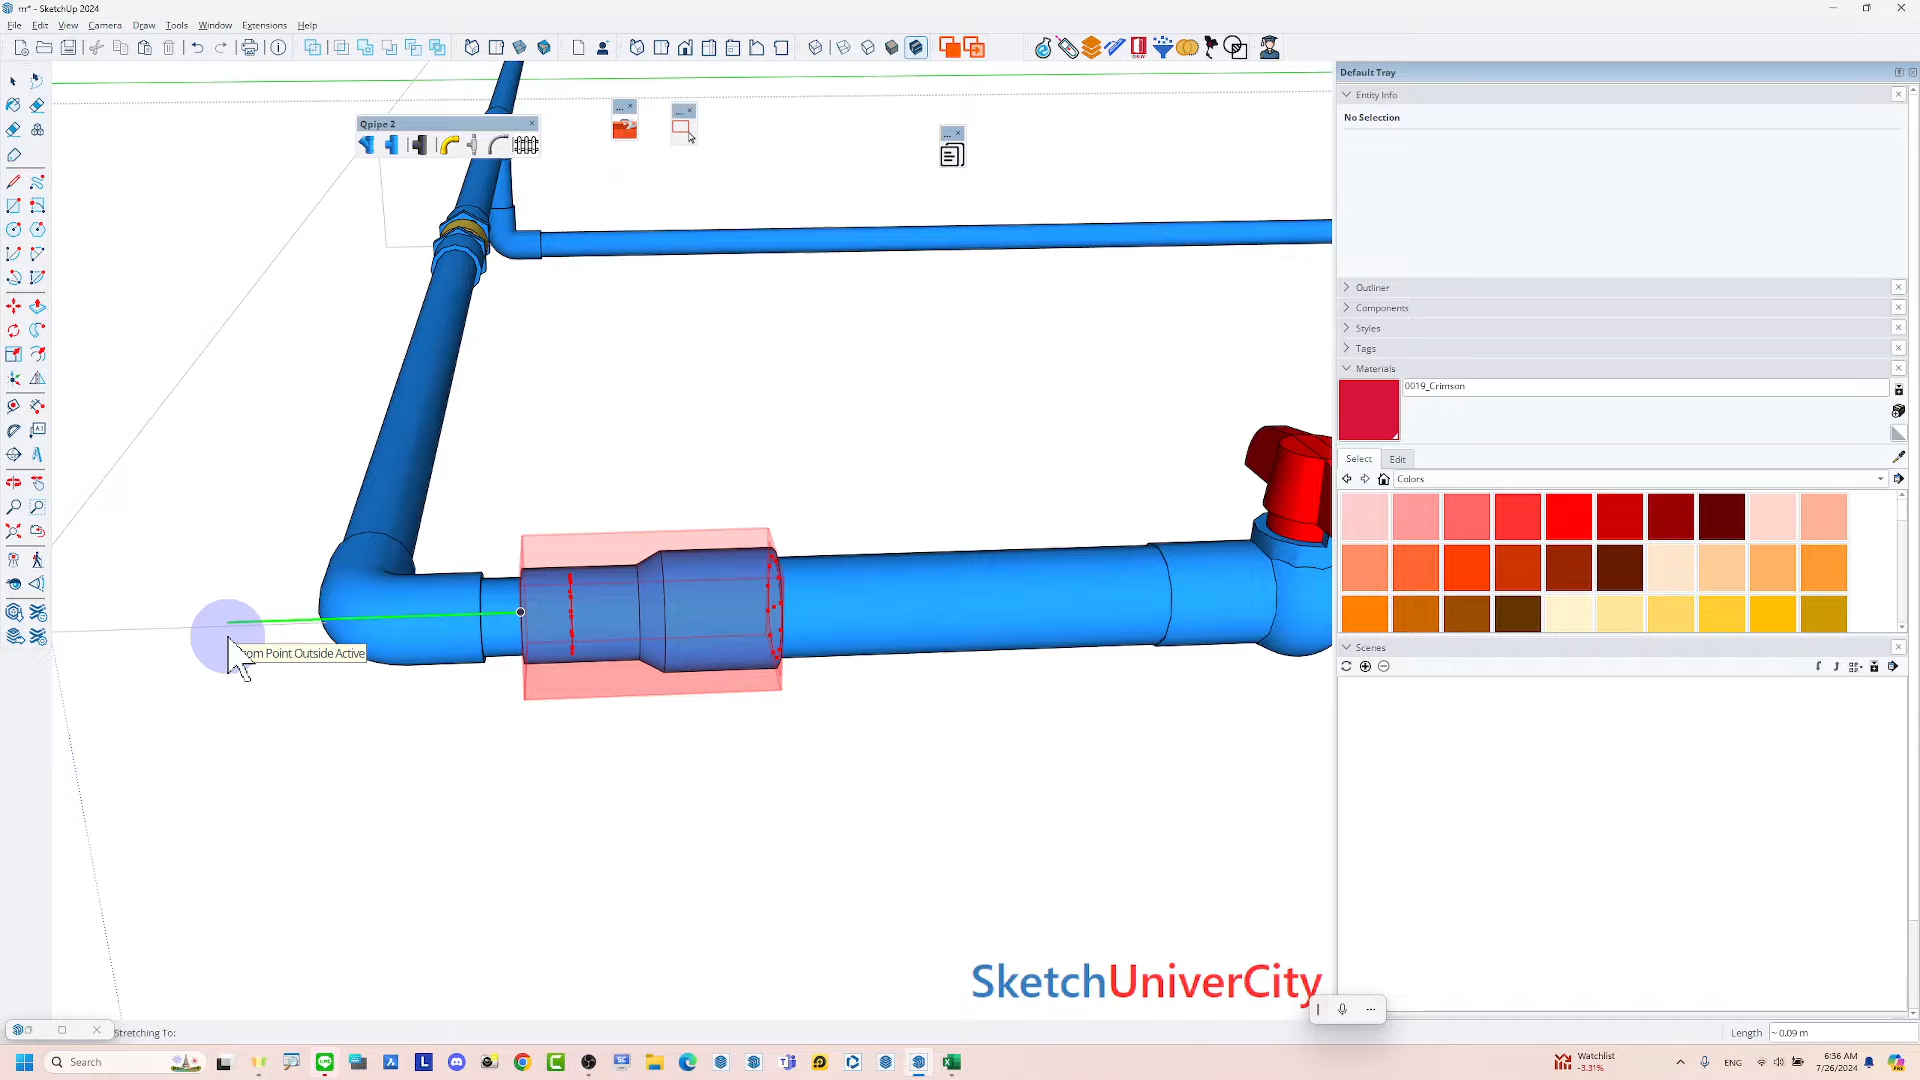 rrr* - SketchUp 2024
File Edit View Camera Draw Tools Window Extensions Help
Qpipe 2
...
...
...
Default Tray
Entity Info
No Selection
Outliner
Components
Styles
Tags
Materials
0019_Crimson
Select Edit
Colors
Scenes
om Point Outside Active
SketchUniverCity
Stretching To:
Length ~ 0.09 m
Search
Watchlist
-3.31%
ENG
6:36 AM
7/26/2024